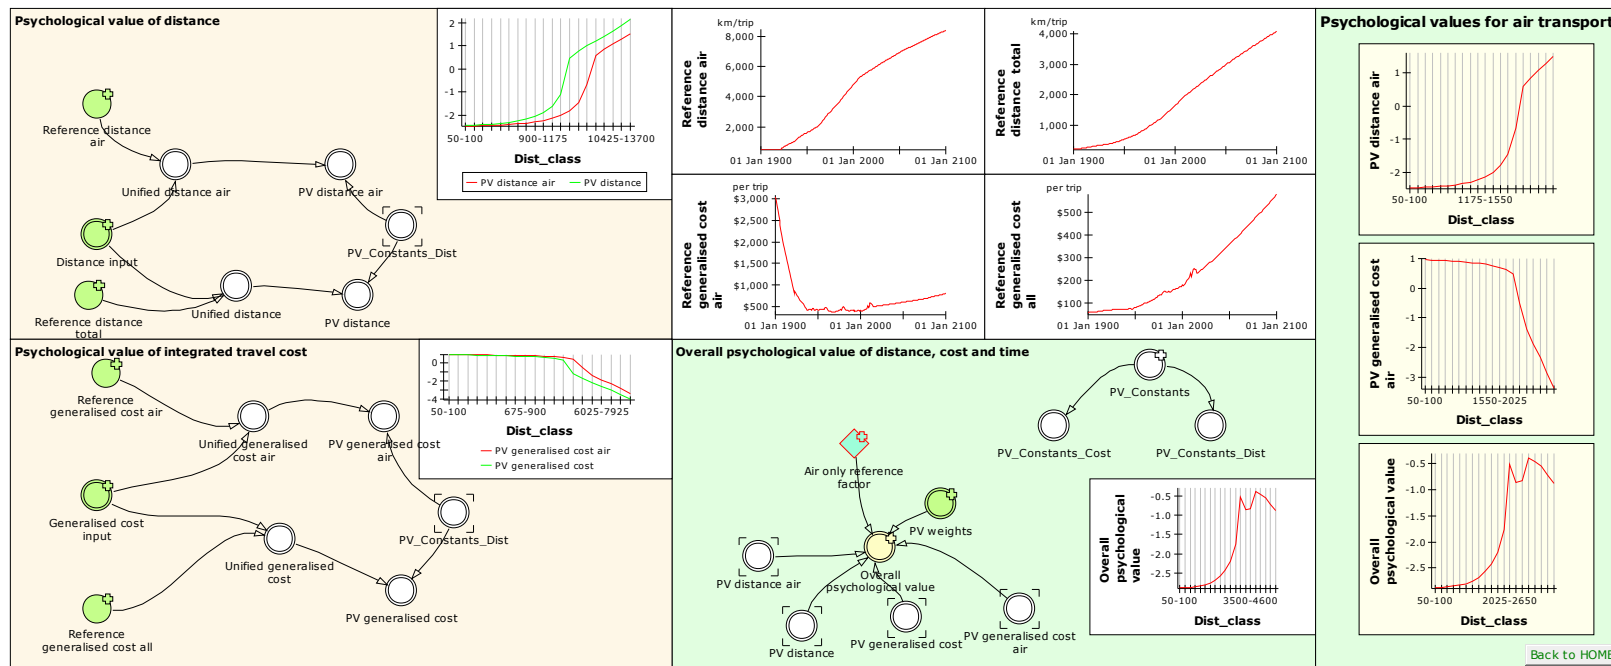 Psychological value of distance
Reference distance
air
Unified distance air
PV distance air
Distance input
PV_Constants_Dist
Reference distance
total
Unified distance
PV distance
2
1
0
-1
-2
50-100
900-1175
10425-13700
Dist_class
PV distance air
PV distance
km/trip
8,000
6,000
4,000
2,000
Reference
distance air
01 Jan 1900
01 Jan 2000
01 Jan 2100
km/trip
4,000
3,000
2,000
1,000
Reference
distance total
01 Jan 1900
01 Jan 2000
01 Jan 2100
per trip
$3,000
$2,500
$2,000
$1,500
$1,000
$500
Reference
generalised cost
air
01 Jan 1900
01 Jan 2000
01 Jan 2100
per trip
$500
$400
$300
$200
$100
Reference
generalised cost
all
01 Jan 1900
01 Jan 2000
01 Jan 2100
Psychological value of integrated travel cost
Reference
generalised cost air
Unified generalised
cost air
PV generalised cost
air
Generalised cost
input
PV_Constants_Dist
Unified generalised
cost
PV generalised cost
Reference
generalised cost all
0
-2
-4
50-100
675-900
6025-7925
Dist_class
PV generalised cost air
PV generalised cost
Overall psychological value of distance, cost and time
PV_Constants
PV_Constants_Cost
PV_Constants_Dist
Air only reference
factor
PV weights
PV distance air
Overall
psychological value
PV distance
PV generalised cost
PV generalised cost
air
Overall
psychological
value
-0.5
-1.0
-1.5
-2.0
-2.5
50-100
3500-4600
Dist_class
Psychological values for air transport
PV distance air
1
0
-1
-2
50-100
1175-1550
Dist_class
PV generalised cost
air
1
0
-1
-2
-3
50-100
1550-2025
Dist_class
Overall
psychological value
-0.5
-1.0
-1.5
-2.0
-2.5
50-100
2025-2650
Dist_class
Back to HOME